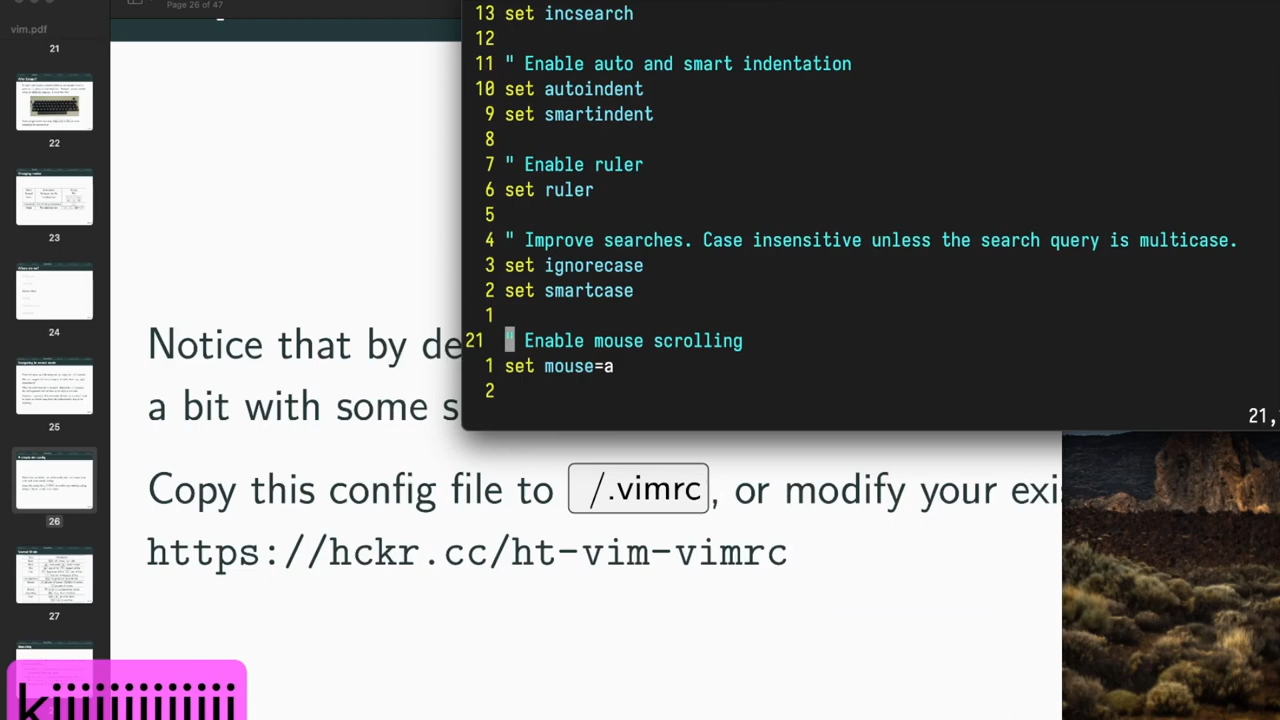 Page 26 of 47
vim.pdf
21
22
23
24
25
26
27
13 set incsearch
12
11 " Enable auto and smart indentation
10 set autoindent
9 set smartindent
8
7 " Enable ruler
6 set ruler
5
4 " Improve searches. Case insensitive unless the search query is multicase.
3 set ignorecase
2 set smartcase
1
21 " Enable mouse scrolling
1 set mouse=a
2
21,
Notice that by de
a bit with some s
Copy this config file to /.vimrc, or modify your exi
https://hckr.cc/ht-vim-vimrc